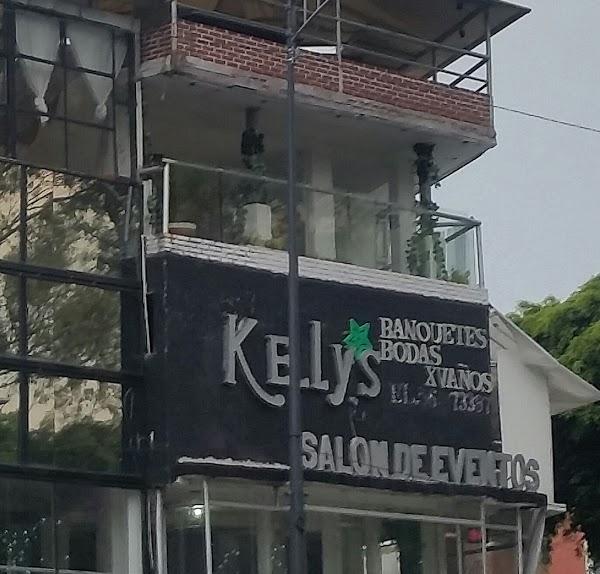 Kelly's
BANQUETES
BODAS
XV AÑOS
SALON DE EVENTOS